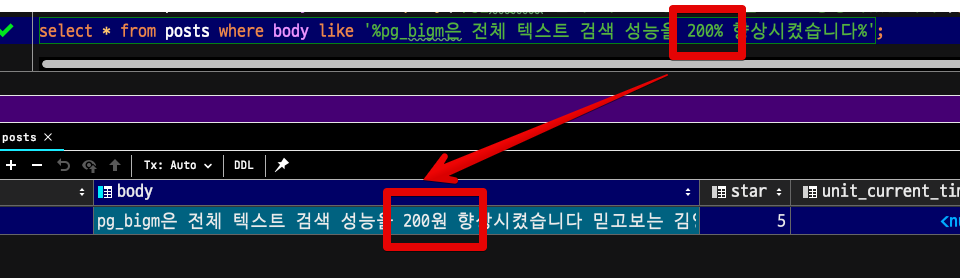 select * from posts where body like '%pg_bigm은 전체 텍스트 검색 성능을 200% 향상시켰습니다%';
posts ×
Tx: Auto
DDL
body
star
unit_current_ti
pg_bigm은 전체 텍스트 검색 성능을 200원 향상시켰습니다 믿고보는
5